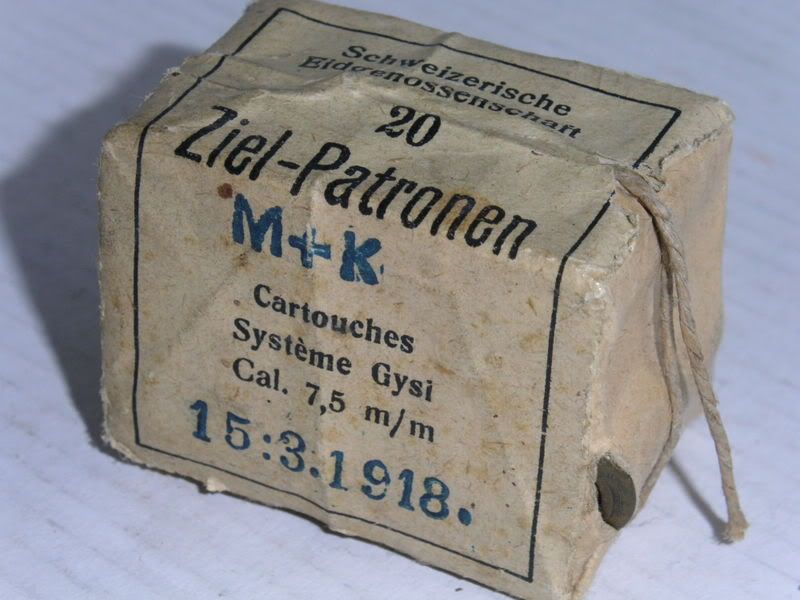 Schweizerische
Eidgenossenschaft
20
Ziel-Patronen
M+K
Cartouches
Système Gysi
Cal. 7,5 m/m
15:3.1918.